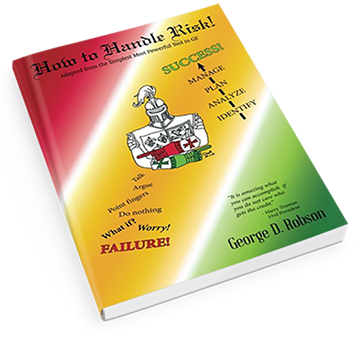 How to Handle Risk!
Adapted from the Simplest Most Powerful Tool in GE
SUCCESS!
MANAGE
PLAN
ANALYZE
IDENTIFY
Talk
Argue
Point fingers
Do nothing
What if? Worry!
FAILURE!
"It is amazing what
you can accomplish if
you do not care who
gets the credit."
Harry Truman
33rd President
George D. Robson